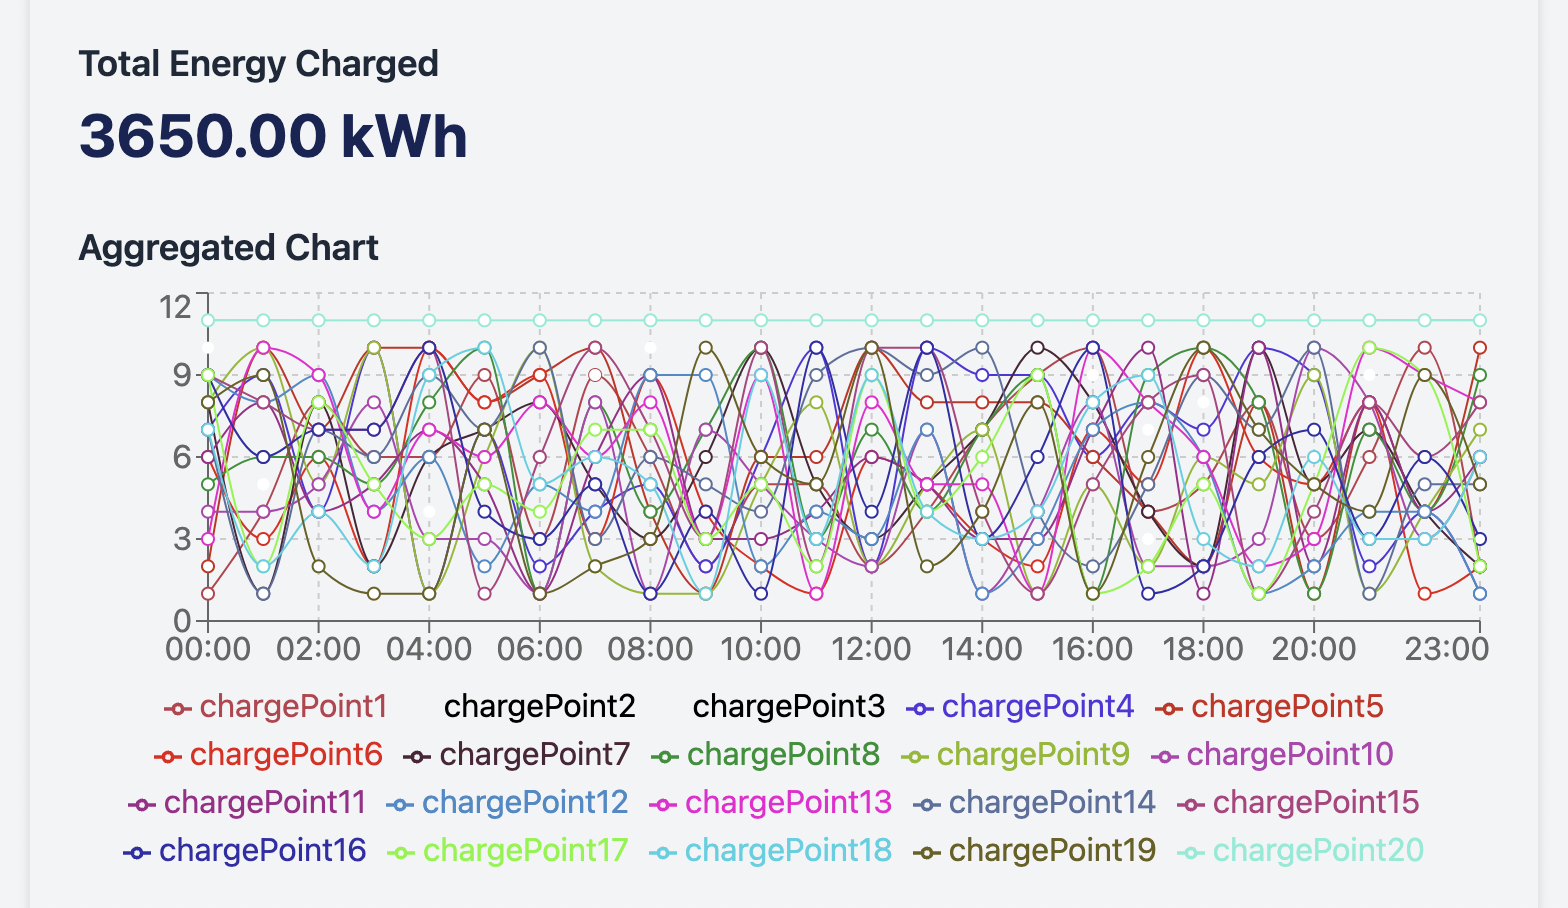 Total Energy Charged
3650.00 kWh
Aggregated Chart
12
9
6
3
0
00:00 02:00 04:00 06:00 08:00 10:00 12:00 14:00 16:00 18:00 20:00 23:00
chargePoint1 chargePoint2 chargePoint3 chargePoint4 chargePoint5
chargePoint6 chargePoint7 chargePoint8 chargePoint9 chargePoint10
chargePoint11 chargePoint12 chargePoint13 chargePoint14 chargePoint15
chargePoint16 chargePoint17 chargePoint18 chargePoint19 chargePoint20